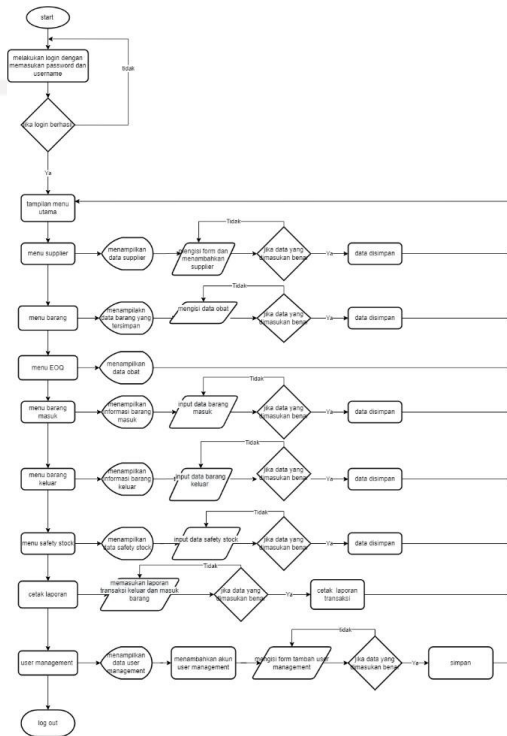 start
melakukan login dengan
memasukan password dan
username
tidak
jika login berhasil
Ya
tampilan menu
utama
Tidak
menu supplier
menampilkan
data supplier
mengisi form dan
menambahkan
supplier
jika data yang
dimasukan benar
Ya
data disimpan
Tidak
menu barang
menampilakn
data barang yang
tersimpan
mengisi data obat
jika data yang
dimasukan benar
Ya
data disimpan
menu EOQ
menampilkan
data obat
Tidak
menu barang
masuk
menampilkan
informasi barang
masuk
input data barang
masuk
jika data yang
dimasukan benar
Ya
data disimpan
Tidak
menu barang
keluar
menampilkan
informasi barang
keluar
input data barang
keluar
jika data yang
dimasukan benar
Ya
data disimpan
Tidak
menu safety stock
menampilkan
data safety stock
input data safety stock
jika data yang
dimasukan benar
Ya
data disimpan
Tidak
cetak laporan
memasukan laporan
transaksi keluar dan masuk
barang
jika data yang
dimasukan benar
Ya
cetak laporan
transaksi
tidak
user management
menampilkan
data user
management
menambahkan akun
user management
mengisi form tambah user
management
jika data yang
dimasukan benar
Ya
simpan
log out